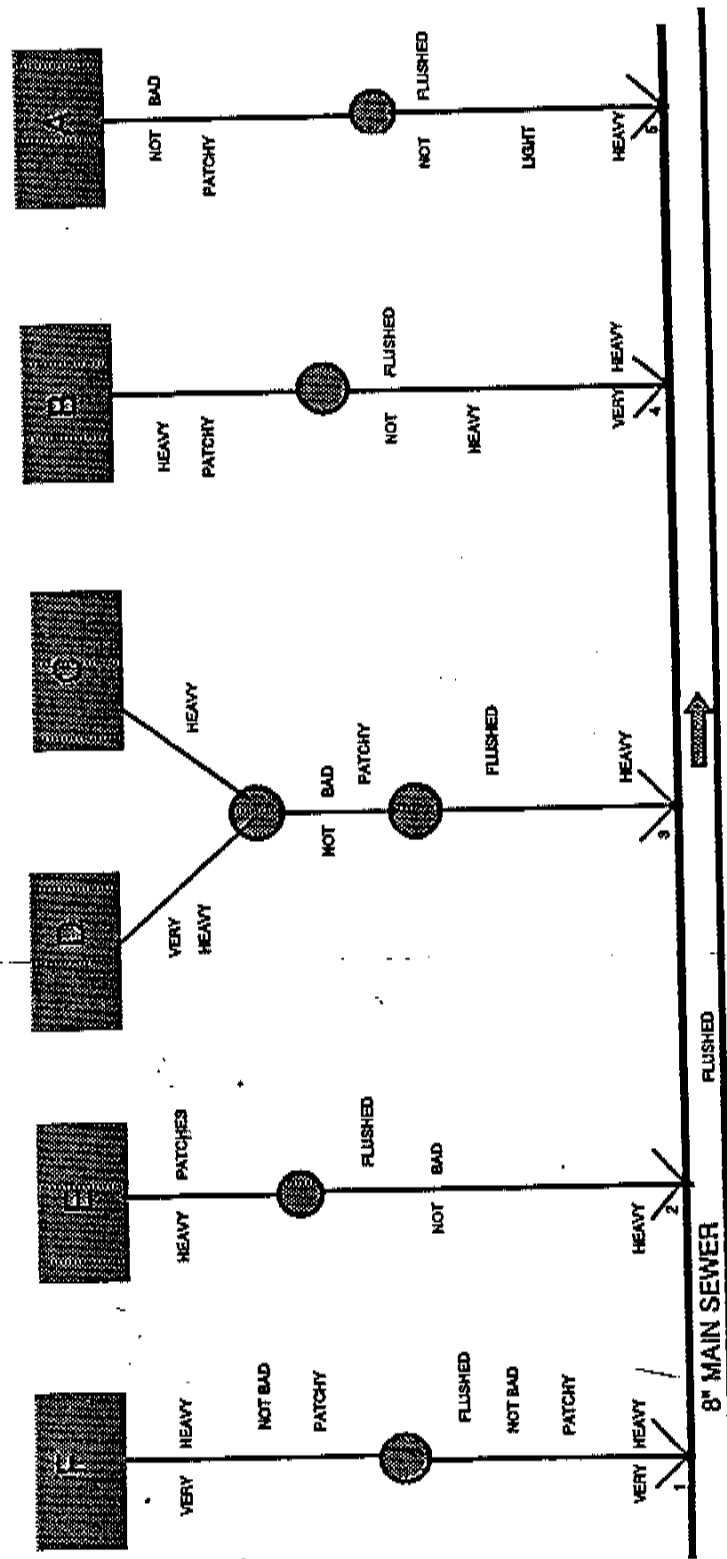 F
VERY HEAVY
NOT BAD
PATCHY
FLUSHED
NOT BAD
PATCHY
VERY HEAVY
1
E
HEAVY PATCHES
FLUSHED
NOT BAD
HEAVY
2
D
VERY
HEAVY
C
HEAVY
NOT BAD
PATCHY
FLUSHED
HEAVY
3
B
HEAVY
PATCHY
NOT FLUSHED
HEAVY
VERY HEAVY
4
A
NOT BAD
PATCHY
NOT FLUSHED
LIGHT
HEAVY
5
8" MAIN SEWER
FLUSHED